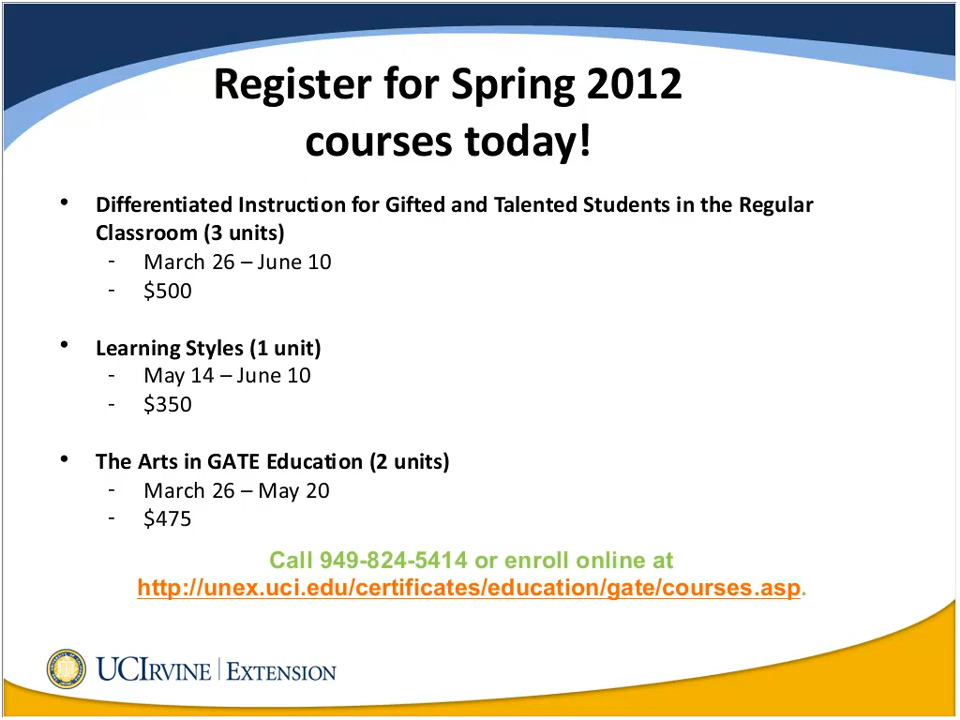 Register for Spring 2012
courses today!
• Differentiated Instruction for Gifted and Talented Students in the Regular
Classroom (3 units)
- March 26 – June 10
- $500
• Learning Styles (1 unit)
- May 14 – June 10
- $350
• The Arts in GATE Education (2 units)
- March 26 – May 20
- $475
Call 949-824-5414 or enroll online at
http://unex.uci.edu/certificates/education/gate/courses.asp.
UCIRVINE | EXTENSION